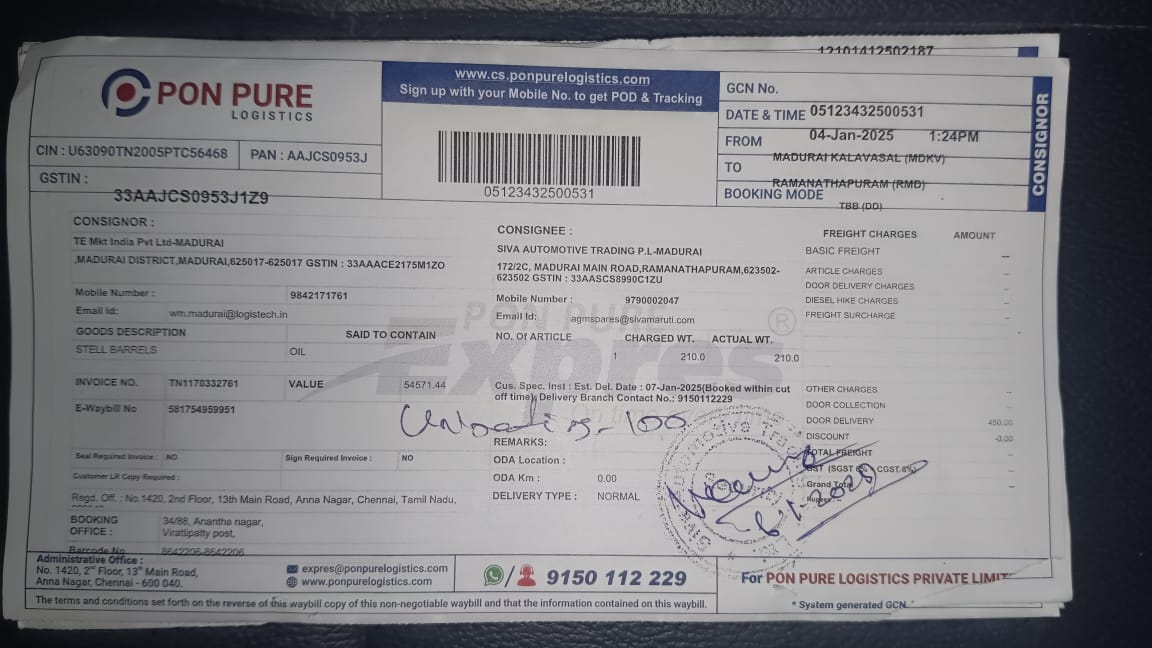 12101412502187
PON PURE
LOGISTICS
www.cs.ponpurelogistics.com
Sign up with your Mobile No. to get POD & Tracking
05123432500531
GCN No.
DATE & TIME 05123432500531
FROM 04-Jan-2025 1:24PM
MADURAI KALAVASAL (MDKV)
TO
RAMANATHAPURAM (RMD)
BOOKING MODE
TBB (DD)
CONSIGNOR
CIN : U63090TN2005PTC56468 PAN : AAJCS0953J
GSTIN :
33AAJCS0953J1Z9
CONSIGNOR :
TE Mkt India Pvt Ltd-MADURAI
,MADURAI DISTRICT,MADURAI,625017-625017 GSTIN : 33AAACE2175M1ZO
Mobile Number : 9842171761
Email Id: wm.madurai@logistech.in
GOODS DESCRIPTION SAID TO CONTAIN
STELL BARRELS OIL
INVOICE NO. TN1170332761 VALUE 54571.44
E-Waybill No 581754959951
Seal Required Invoice : NO Sign Required Invoice : NO
Customer LR Copy Required :
Regd. Off. : No.1420, 2nd Floor, 13th Main Road, Anna Nagar, Chennai, Tamil Nadu,
BOOKING OFFICE : 34/88, Anantha nagar,
Virattipatty post,
Barcode No 8642206-8642206
CONSIGNEE :
SIVA AUTOMOTIVE TRADING P.L-MADURAI
172/2C, MADURAI MAIN ROAD,RAMANATHAPURAM,623502-
623502 GSTIN : 33AASCS8990C1ZU
Mobile Number : 9790002047
Email Id: agmspares@sivamaruti.com
PON PURE
Expres
®
NO. Of ARTICLE CHARGED WT. ACTUAL WT.
1 210.0 210.0
Cus. Spec. Inst : Est. Del. Date : 07-Jan-2025(Booked within cut
off time), Delivery Branch Contact No.: 9150112229
On time
100
REMARKS:
ODA Location :
ODA Km : 0.00
DELIVERY TYPE : NORMAL
FREIGHT CHARGES AMOUNT
BASIC FREIGHT
ARTICLE CHARGES
DOOR DELIVERY CHARGES
DIESEL HIKE CHARGES
FREIGHT SURCHARGE
OTHER CHARGES
DOOR COLLECTION
DOOR DELIVERY 450.00
DISCOUNT -0.00
TOTAL FREIGHT
GST (SGST 6% CGST 6%)
Grand Total
Administrative Office :
No. 1420, 2nd Floor, 13th Main Road,
Anna Nagar, Chennai - 600 040.
expres@ponpurelogistics.com
www.ponpurelogistics.com
/ 9150 112 229
For PON PURE LOGISTICS PRIVATE LIMIT
* System generated GCN.
The terms and conditions set forth on the reverse of this waybill copy of this non-negotiable waybill and that the information contained on this waybill.